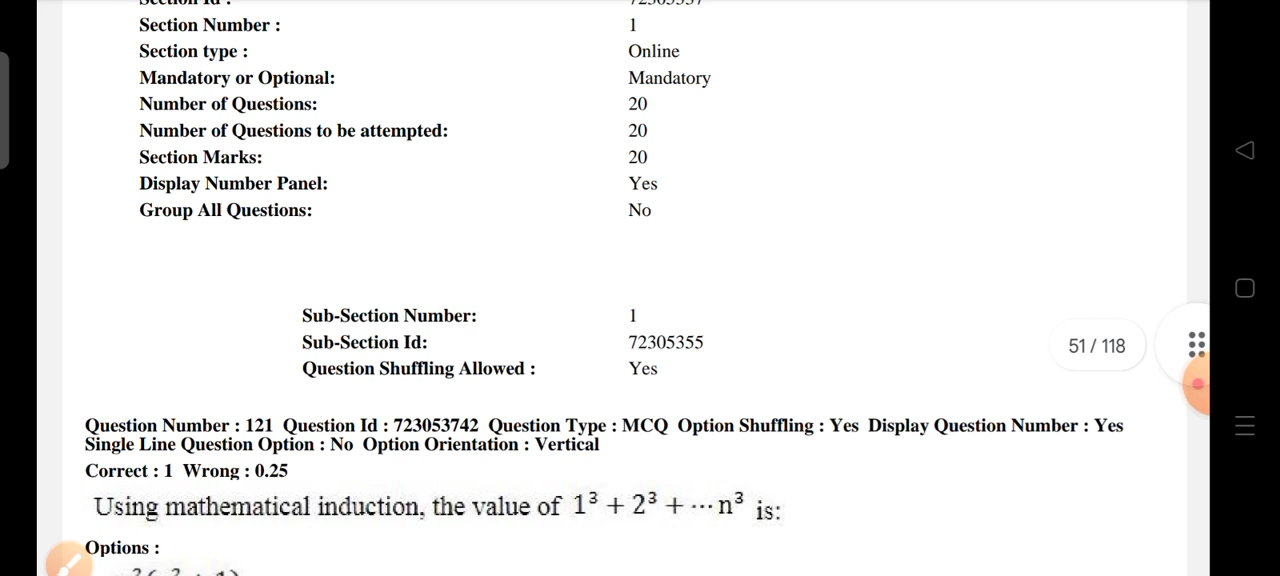 Section Number : 1
Section type : Online
Mandatory or Optional: Mandatory
Number of Questions: 20
Number of Questions to be attempted: 20
Section Marks: 20
Display Number Panel: Yes
Group All Questions: No
Sub-Section Number: 1
Sub-Section Id: 72305355
51 / 118
Question Shuffling Allowed : Yes
Question Number : 121 Question Id : 723053742 Question Type : MCQ Option Shuffling : Yes Display Question Number : Yes
Single Line Question Option : No Option Orientation : Vertical
Correct : 1 Wrong : 0.25
Using mathematical induction, the value of 1³ + 2³ + ⋯ n³ is:
Options :